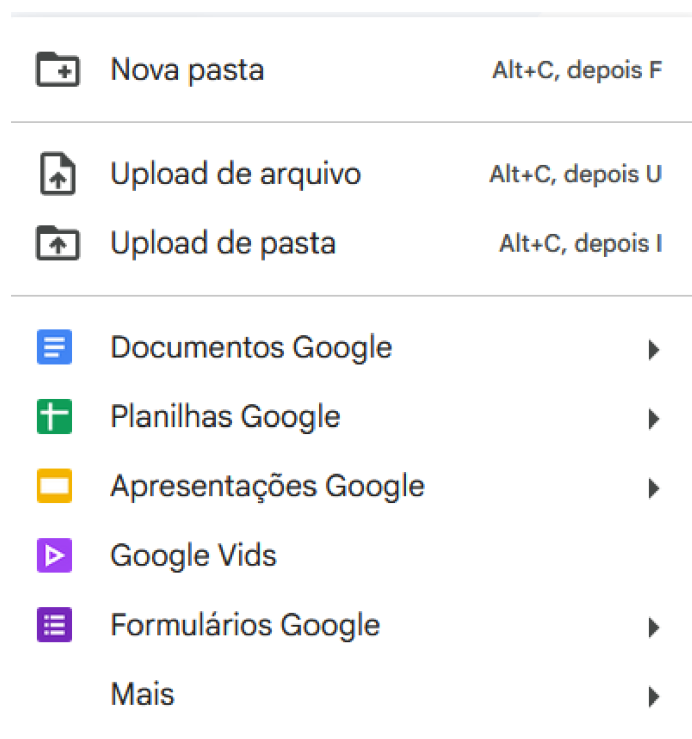 Nova pasta Alt+C, depois F
Upload de arquivo Alt+C, depois U
Upload de pasta Alt+C, depois I
Documentos Google
Planilhas Google
Apresentações Google
Google Vids
Formulários Google
Mais